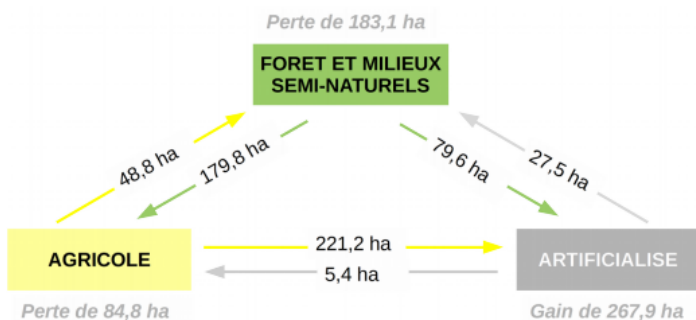 Perte de 183,1 ha
FORET ET MILIEUX
SEMI-NATURELS
48,8 ha
179,8 ha
79,6 ha
27,5 ha
AGRICOLE
221,2 ha
5,4 ha
ARTIFICIALISE
Perte de 84,8 ha
Gain de 267,9 ha